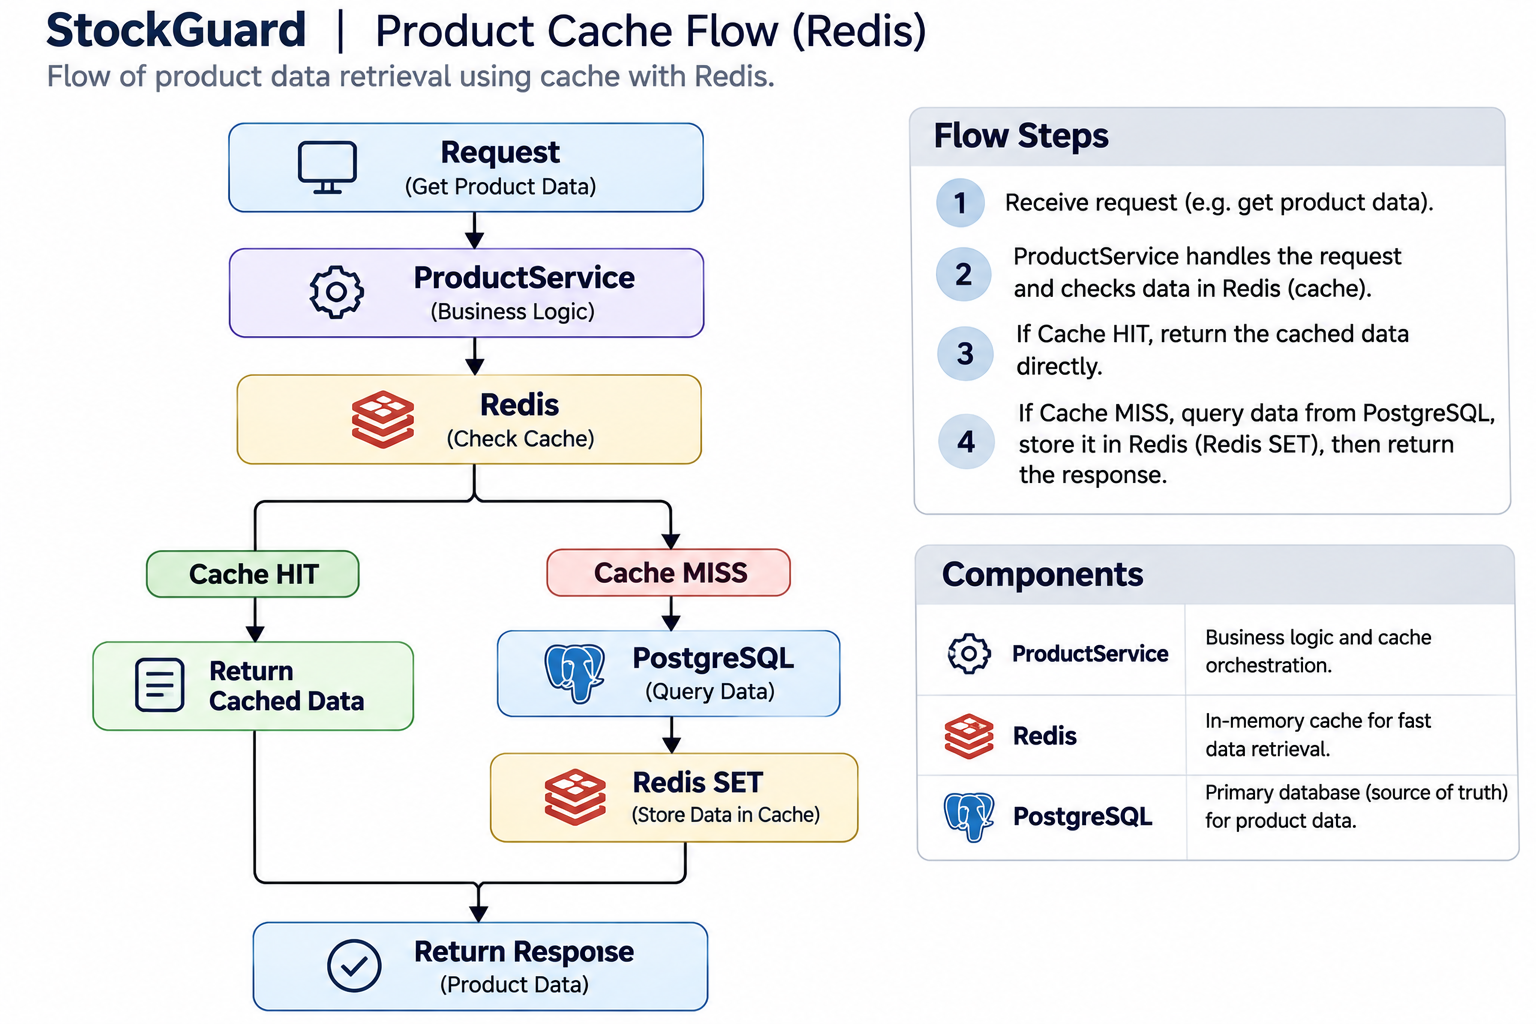 StockGuard | Product Cache Flow (Redis)
Flow of product data retrieval using cache with Redis.
Request
(Get Product Data)
ProductService
(Business Logic)
Redis
(Check Cache)
Cache HIT
Cache MISS
Return
Cached Data
PostgreSQL
(Query Data)
Redis SET
(Store Data in Cache)
Return Response
(Product Data)
Flow Steps
1 Receive request (e.g. get product data).
2 ProductService handles the request
and checks data in Redis (cache).
3 If Cache HIT, return the cached data
directly.
4 If Cache MISS, query data from PostgreSQL,
store it in Redis (Redis SET), then return
the response.
Components
ProductService
Business logic and cache
orchestration.
Redis
In-memory cache for fast
data retrieval.
PostgreSQL
Primary database (source of truth)
for product data.